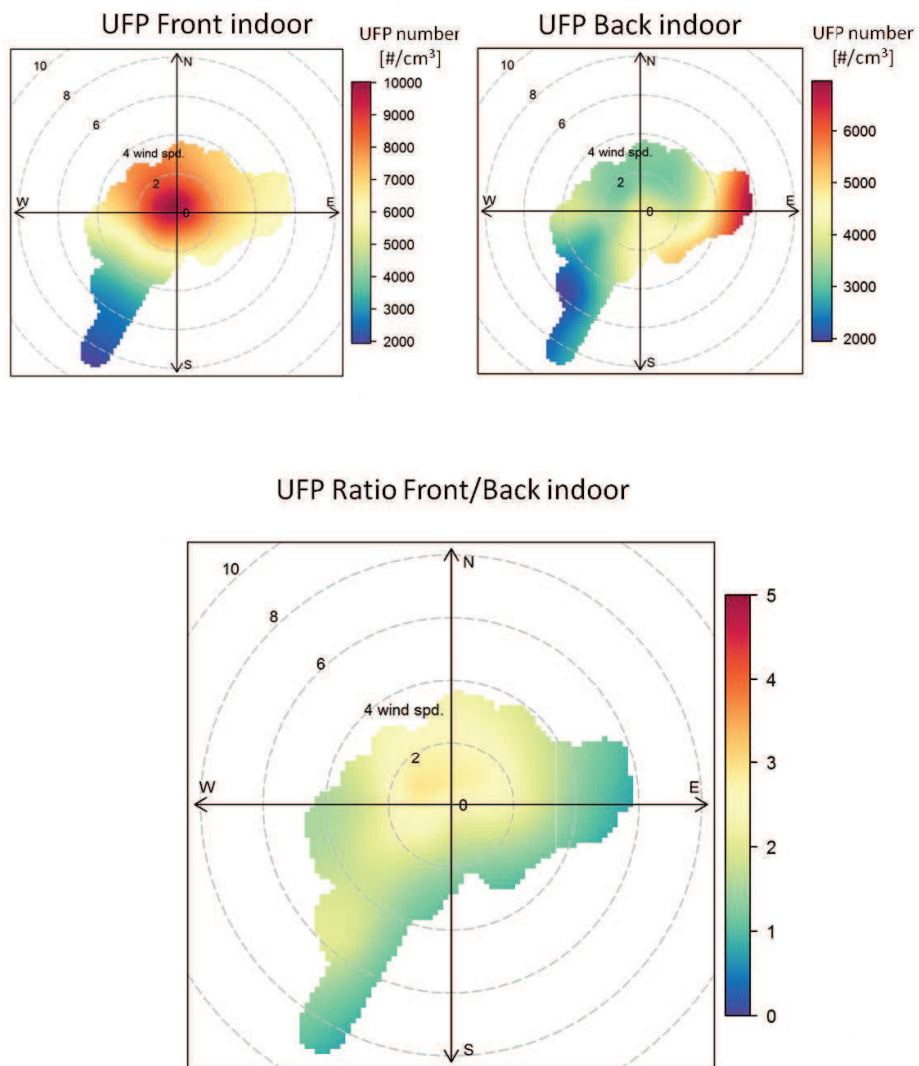 UFP Front indoor
UFP number
[#/cm³]
10
8
6
4 wind spd.
2
0
N
W
E
S
10000
9000
8000
7000
6000
5000
4000
3000
2000
UFP Back indoor
UFP number
[#/cm³]
10
8
6
4 wind spd.
2
0
N
W
E
S
6000
5000
4000
3000
2000
UFP Ratio Front/Back indoor
10
8
6
4 wind spd.
2
0
N
W
E
S
5
4
3
2
1
0